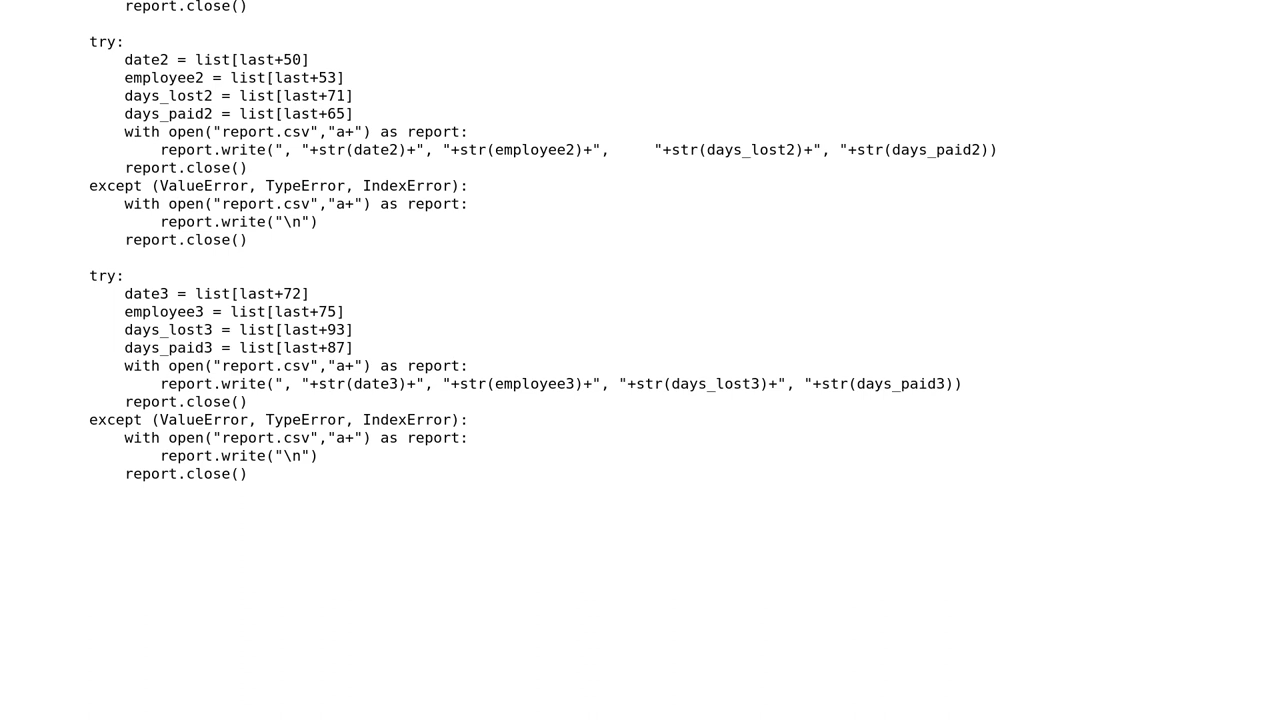 report.close()

    try:
        date2 = list[last+50]
        employee2 = list[last+53]
        days_lost2 = list[last+71]
        days_paid2 = list[last+65]
        with open("report.csv","a+") as report:
            report.write(", "+str(date2)+", "+str(employee2)+",     "+str(days_lost2)+", "+str(days_paid2))
        report.close()
    except (ValueError, TypeError, IndexError):
        with open("report.csv","a+") as report:
            report.write("\n")
        report.close()

    try:
        date3 = list[last+72]
        employee3 = list[last+75]
        days_lost3 = list[last+93]
        days_paid3 = list[last+87]
        with open("report.csv","a+") as report:
            report.write(", "+str(date3)+", "+str(employee3)+", "+str(days_lost3)+", "+str(days_paid3))
        report.close()
    except (ValueError, TypeError, IndexError):
        with open("report.csv","a+") as report:
            report.write("\n")
        report.close()